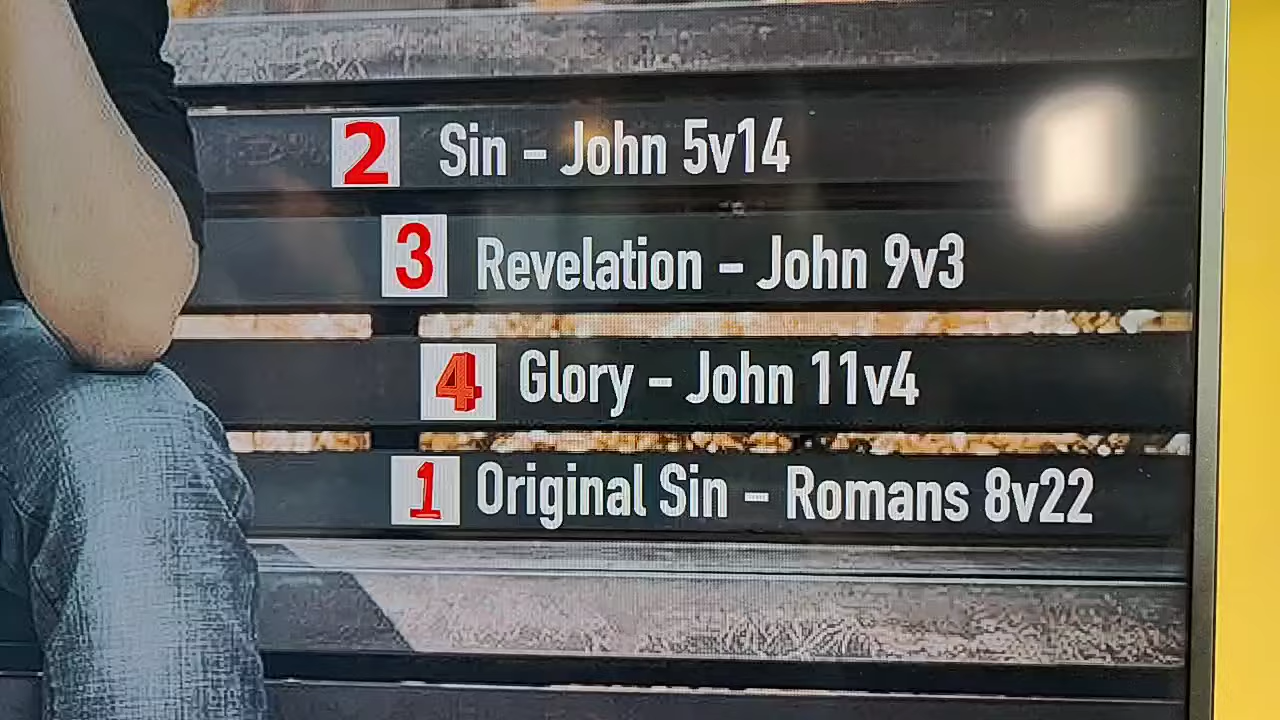 2 Sin – John 5v14
3 Revelation – John 9v3
4 Glory – John 11v4
1 Original Sin – Romans 8v22